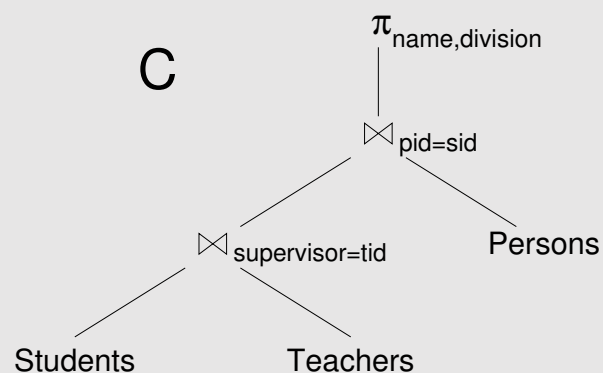 π name,division
C
⋈ pid=sid
Persons
⋈ supervisor=tid
Students Teachers